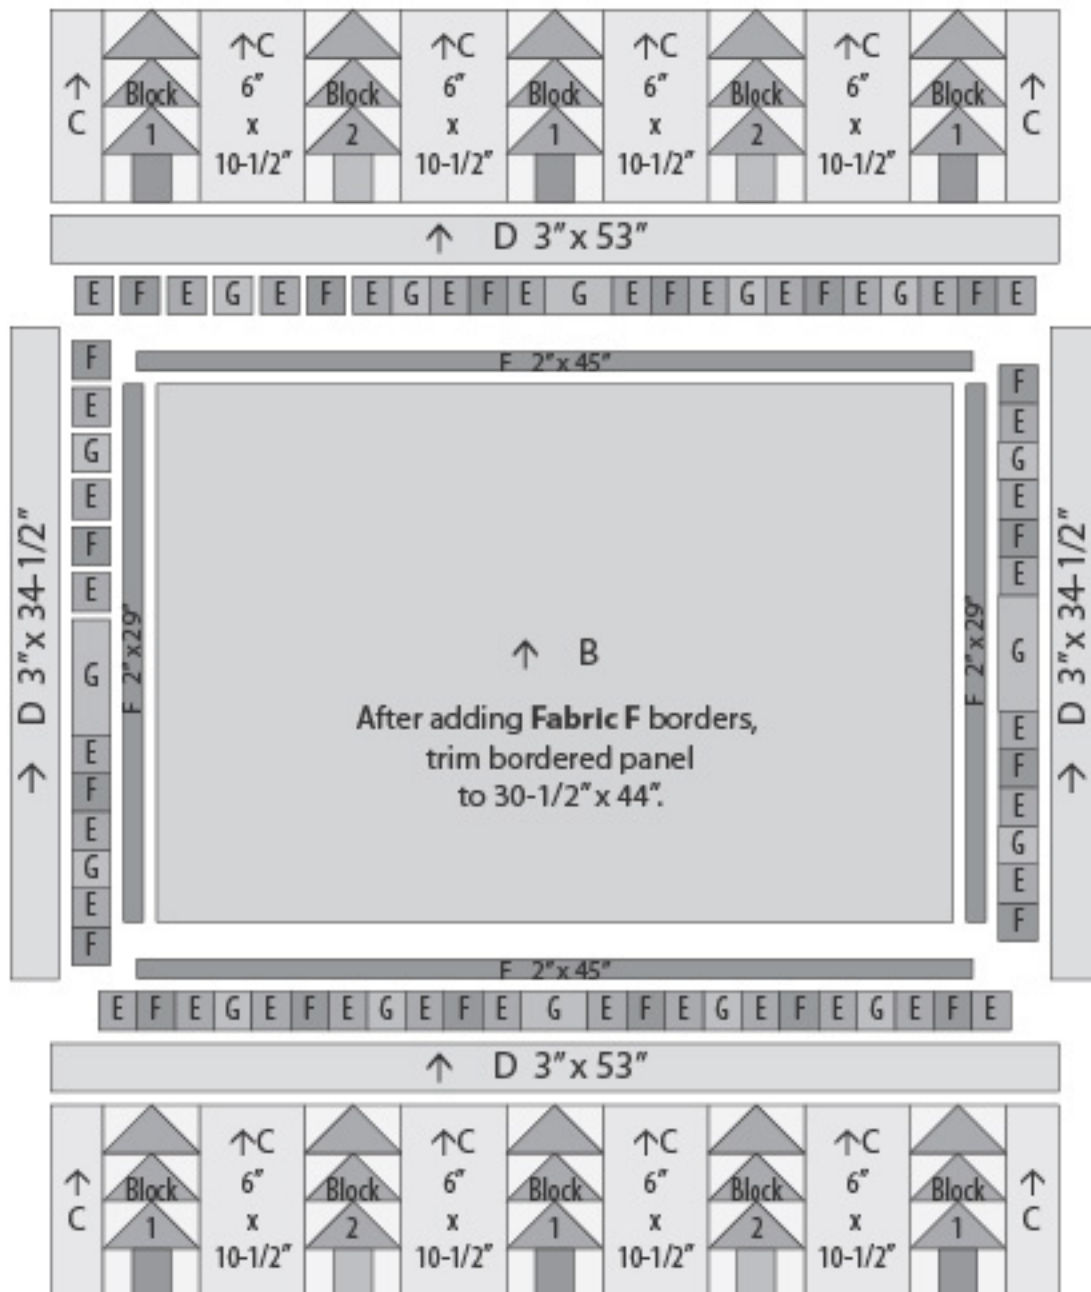 ↑C ↑C ↑C ↑C
↑ 6" 6" 6" 6" ↑
Block Block Block Block Block
C x x x x C
1 2 1 2 1
10-1/2" 10-1/2" 10-1/2" 10-1/2"
↑ D 3" x 53"
E F E G E F E G E F E G E F E G E F E G E F E
F 2" x 45"
F
E
G
E
F
E
G
E
F
E
G
E
F
↑ D 3" x 34-1/2"
F 2" x 29"
↑ B
After adding Fabric F borders,
trim bordered panel
to 30-1/2" x 44".
F 2" x 29"
F
E
G
E
F
E
G
E
F
E
G
E
F
↑ D 3" x 34-1/2"
F 2" x 45"
E F E G E F E G E F E G E F E G E F E G E F E
↑ D 3" x 53"
↑C ↑C ↑C ↑C
↑ 6" 6" 6" 6" ↑
Block Block Block Block Block
C x x x x C
1 2 1 2 1
10-1/2" 10-1/2" 10-1/2" 10-1/2"